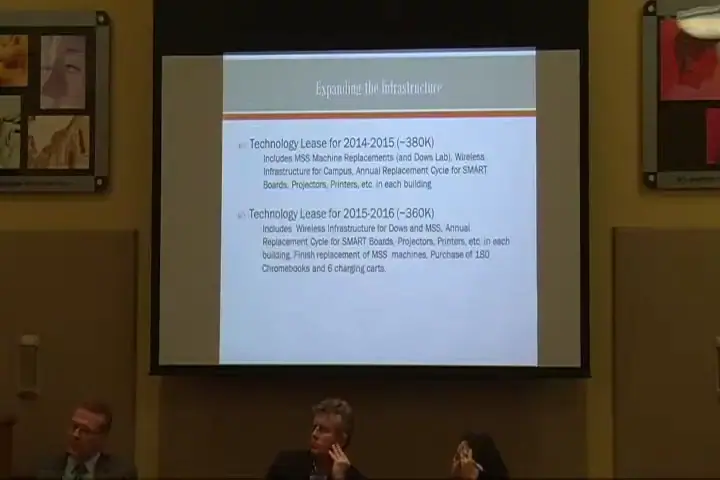 Expanding the Infrastructure
Technology Lease for 2014-2015 (~380K)
Includes MSS Machine Replacements (and Dows Lab), Wireless
Infrastructure for Campus, Annual Replacement Cycle for SMART
Boards, Projectors, Printers, etc. in each building
Technology Lease for 2015-2016 (~360K)
Includes Wireless Infrastructure for Dows and MSS, Annual
Replacement Cycle for SMART Boards, Projectors, Printers, etc. in each
building, Finish replacement of MSS machines, Purchase of 180
Chromebooks and 6 charging carts.